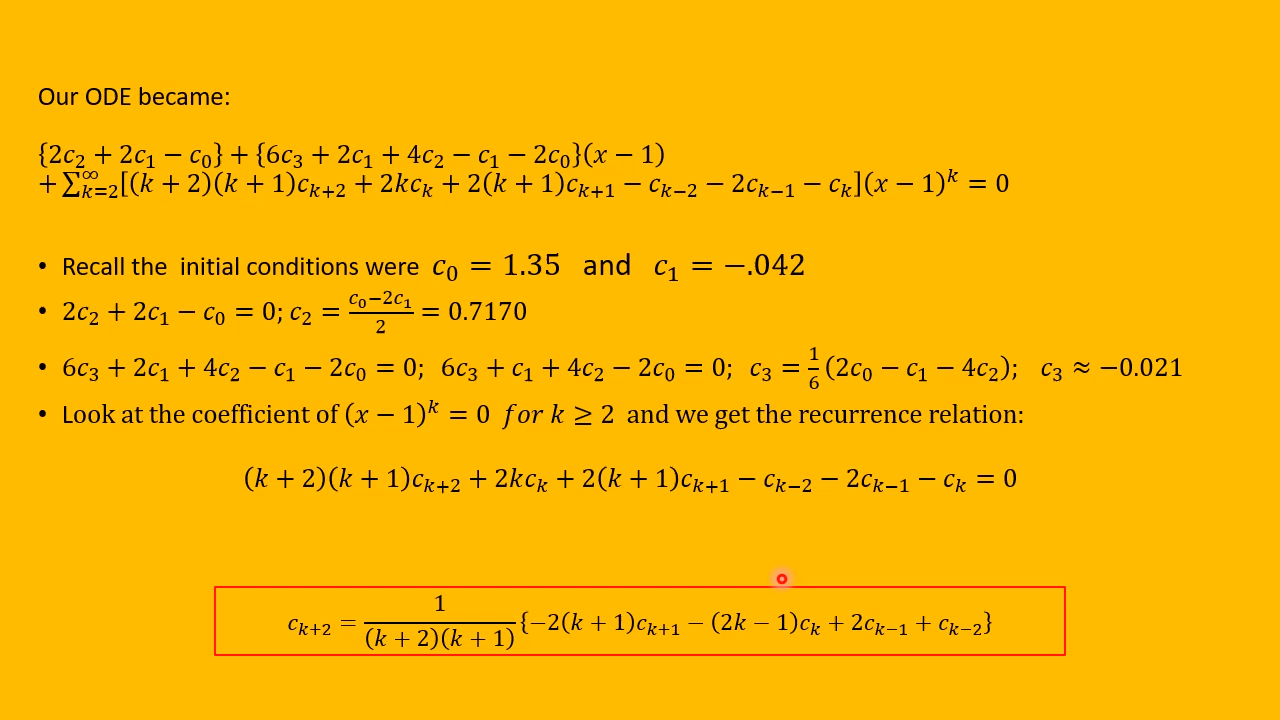 Our ODE became:
{2c₂ + 2c₁ − c₀} + {6c₃ + 2c₁ + 4c₂ − c₁ − 2c₀}(x − 1)
+ ∑_{k=2}^{∞}[(k + 2)(k + 1)c_{k+2} + 2kc_k + 2(k + 1)c_{k+1} − c_{k−2} − 2c_{k−1} − c_k](x − 1)^k = 0
• Recall the  initial conditions were  c₀ = 1.35  and  c₁ = −.042
• 2c₂ + 2c₁ − c₀ = 0; c₂ = \frac{c₀−2c₁}{2} = 0.7170
• 6c₃ + 2c₁ + 4c₂ − c₁ − 2c₀ = 0;  6c₃ + c₁ + 4c₂ − 2c₀ = 0;  c₃ = \frac{1}{6}(2c₀ − c₁ − 4c₂);  c₃ ≈ −0.021
• Look at the coefficient of (x − 1)^k = 0  for k ≥ 2  and we get the recurrence relation:
(k + 2)(k + 1)c_{k+2} + 2kc_k + 2(k + 1)c_{k+1} − c_{k−2} − 2c_{k−1} − c_k = 0
c_{k+2} = \frac{1}{(k + 2)(k + 1)}{−2(k + 1)c_{k+1} − (2k − 1)c_k + 2c_{k−1} + c_{k−2}}